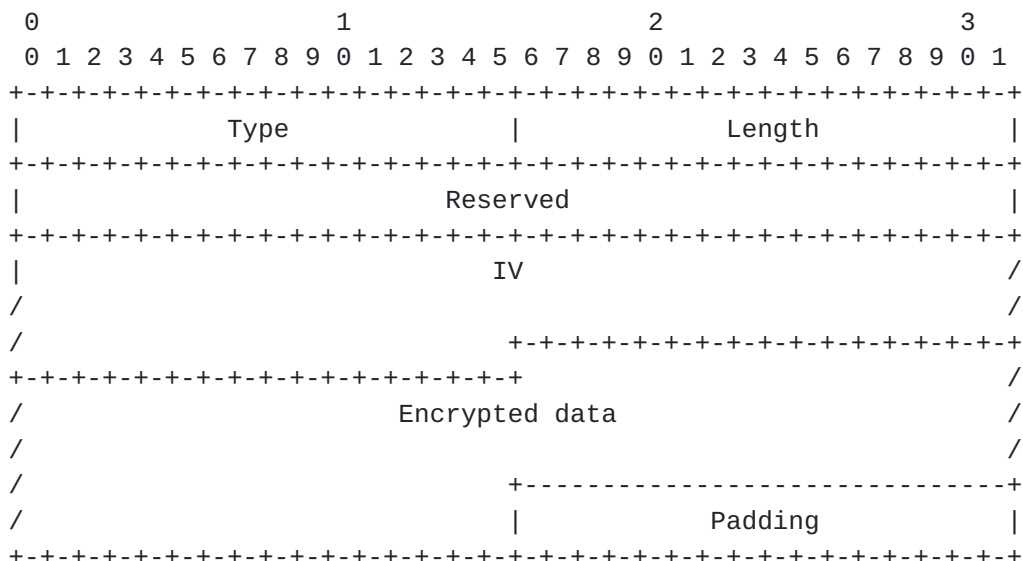 0                   1                   2                   3
 0 1 2 3 4 5 6 7 8 9 0 1 2 3 4 5 6 7 8 9 0 1 2 3 4 5 6 7 8 9 0 1
+-+-+-+-+-+-+-+-+-+-+-+-+-+-+-+-+-+-+-+-+-+-+-+-+-+-+-+-+-+-+-+-+
|             Type              |             Length            |
+-+-+-+-+-+-+-+-+-+-+-+-+-+-+-+-+-+-+-+-+-+-+-+-+-+-+-+-+-+-+-+-+
|                           Reserved                            |
+-+-+-+-+-+-+-+-+-+-+-+-+-+-+-+-+-+-+-+-+-+-+-+-+-+-+-+-+-+-+-+-+
|                              IV                               /
/                                                               /
/                               +-+-+-+-+-+-+-+-+-+-+-+-+-+-+-+-+
+-+-+-+-+-+-+-+-+-+-+-+-+-+-+-+-+                               /
/                        Encrypted data                         /
/                                                               /
/                               +-------------------------------+
/                               |            Padding            |
+-+-+-+-+-+-+-+-+-+-+-+-+-+-+-+-+-+-+-+-+-+-+-+-+-+-+-+-+-+-+-+-+